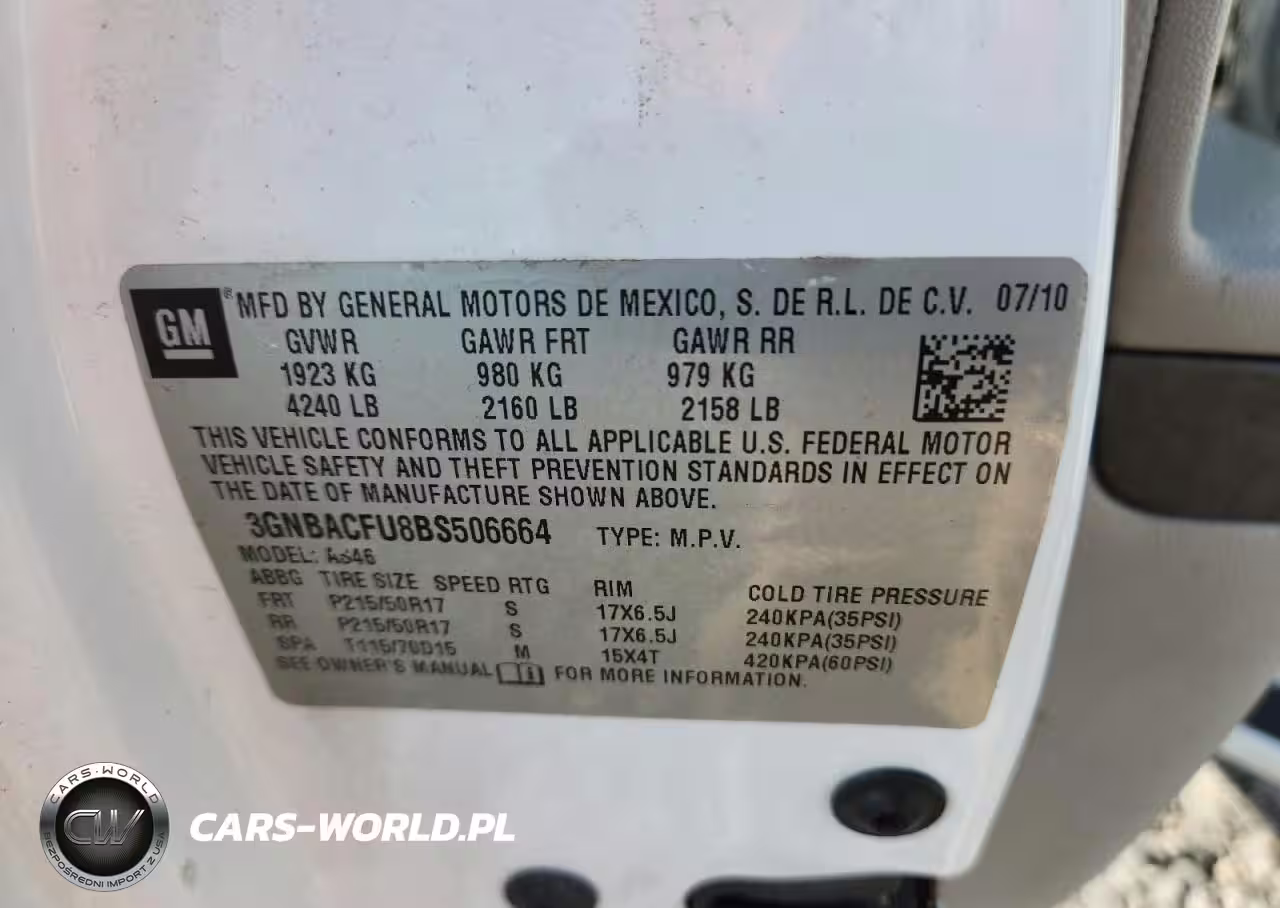 GM
® MFD BY GENERAL MOTORS DE MEXICO, S. DE R.L. DE C.V. 07/10
GVWR GAWR FRT GAWR RR
1923 KG 980 KG 979 KG
4240 LB 2160 LB 2158 LB
THIS VEHICLE CONFORMS TO ALL APPLICABLE U.S. FEDERAL MOTOR
VEHICLE SAFETY AND THEFT PREVENTION STANDARDS IN EFFECT ON
THE DATE OF MANUFACTURE SHOWN ABOVE.
3GNBACFU8BS506664 TYPE: M.P.V.
MODEL:
ABBG TIRE SIZE SPEED RTG RIM COLD TIRE PRESSURE
FRT P215/50R17 S 17X6.5J 240KPA(35PSI)
RR P215/50R17 S 17X6.5J 240KPA(35PSI)
SPA T115/70D15 M 15X4T 420KPA(60PSI)
SEE OWNER'S MANUAL FOR MORE INFORMATION.
CARS-WORLD
CW
BEZPOŚREDNI IMPORT Z USA
CARS-WORLD.PL